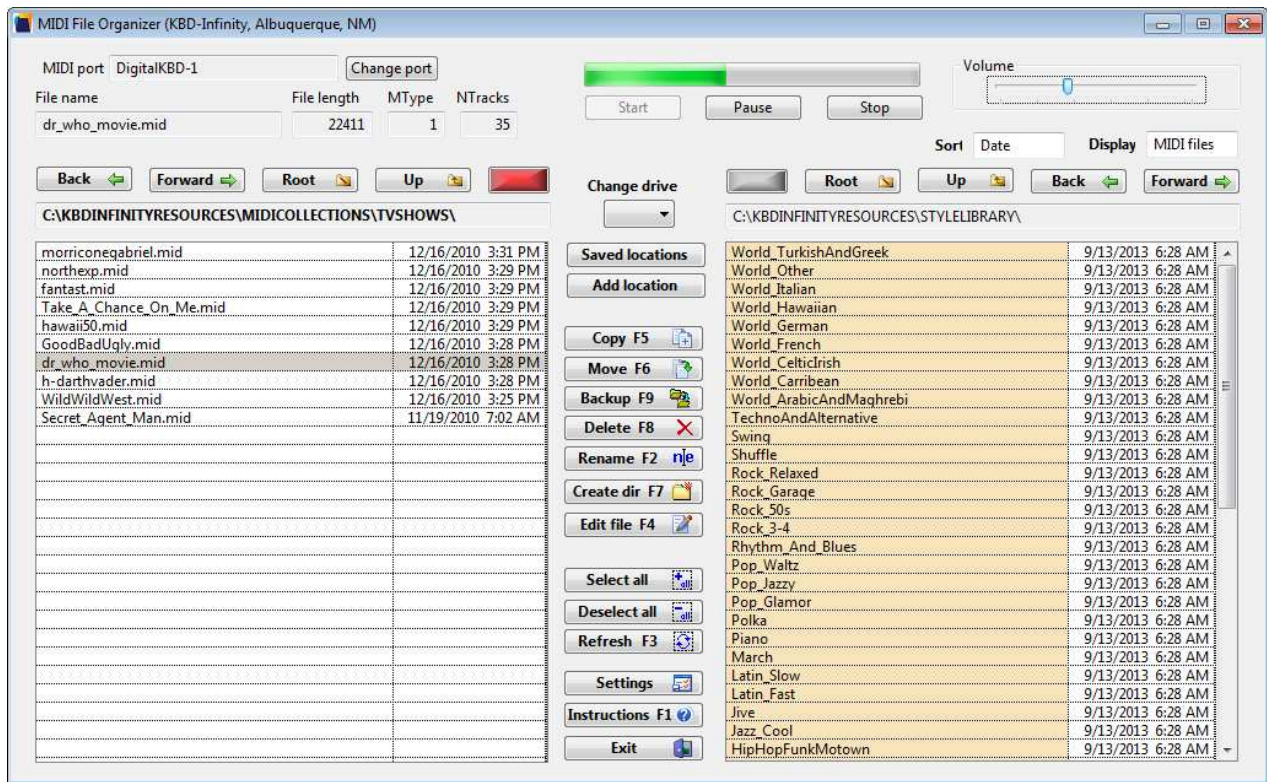 MIDI File Organizer (KBD-Infinity, Albuquerque, NM)
MIDI port DigitalKBD-1 Change port
Volume
File name File length MType NTracks
Start Pause Stop
dr_who_movie.mid 22411 1 35
Sort Date Display MIDI files
Back Forward Root Up Change drive Root Up Back Forward
C:\KBDINFINITYRESOURCES\MIDICOLLECTIONS\TVSHOWS\ C:\KBDINFINITYRESOURCES\STYLELIBRARY\
morriconegabriel.mid 12/16/2010 3:31 PM
northexp.mid 12/16/2010 3:29 PM
fantast.mid 12/16/2010 3:29 PM
Take_A_Chance_On_Me.mid 12/16/2010 3:29 PM
hawaii50.mid 12/16/2010 3:29 PM
GoodBadUgly.mid 12/16/2010 3:28 PM
dr_who_movie.mid 12/16/2010 3:28 PM
h-darthvader.mid 12/16/2010 3:28 PM
WildWildWest.mid 12/16/2010 3:25 PM
Secret_Agent_Man.mid 11/19/2010 7:02 AM
Saved locations
Add location
Copy F5
Move F6
Backup F9
Delete F8
Rename F2
Create dir F7
Edit file F4
Select all
Deselect all
Refresh F3
Settings
Instructions F1
Exit
World_TurkishAndGreek 9/13/2013 6:28 AM
World_Other 9/13/2013 6:28 AM
World_Italian 9/13/2013 6:28 AM
World_Hawaiian 9/13/2013 6:28 AM
World_German 9/13/2013 6:28 AM
World_French 9/13/2013 6:28 AM
World_CelticIrish 9/13/2013 6:28 AM
World_Carribean 9/13/2013 6:28 AM
World_ArabicAndMaghrebi 9/13/2013 6:28 AM
TechnoAndAlternative 9/13/2013 6:28 AM
Swing 9/13/2013 6:28 AM
Shuffle 9/13/2013 6:28 AM
Rock_Relaxed 9/13/2013 6:28 AM
Rock_Garage 9/13/2013 6:28 AM
Rock_50s 9/13/2013 6:28 AM
Rock_3-4 9/13/2013 6:28 AM
Rhythm_And_Blues 9/13/2013 6:28 AM
Pop_Waltz 9/13/2013 6:28 AM
Pop_Jazzy 9/13/2013 6:28 AM
Pop_Glamor 9/13/2013 6:28 AM
Polka 9/13/2013 6:28 AM
Piano 9/13/2013 6:28 AM
March 9/13/2013 6:28 AM
Latin_Slow 9/13/2013 6:28 AM
Latin_Fast 9/13/2013 6:28 AM
Jive 9/13/2013 6:28 AM
Jazz_Cool 9/13/2013 6:28 AM
HipHopFunkMotown 9/13/2013 6:28 AM